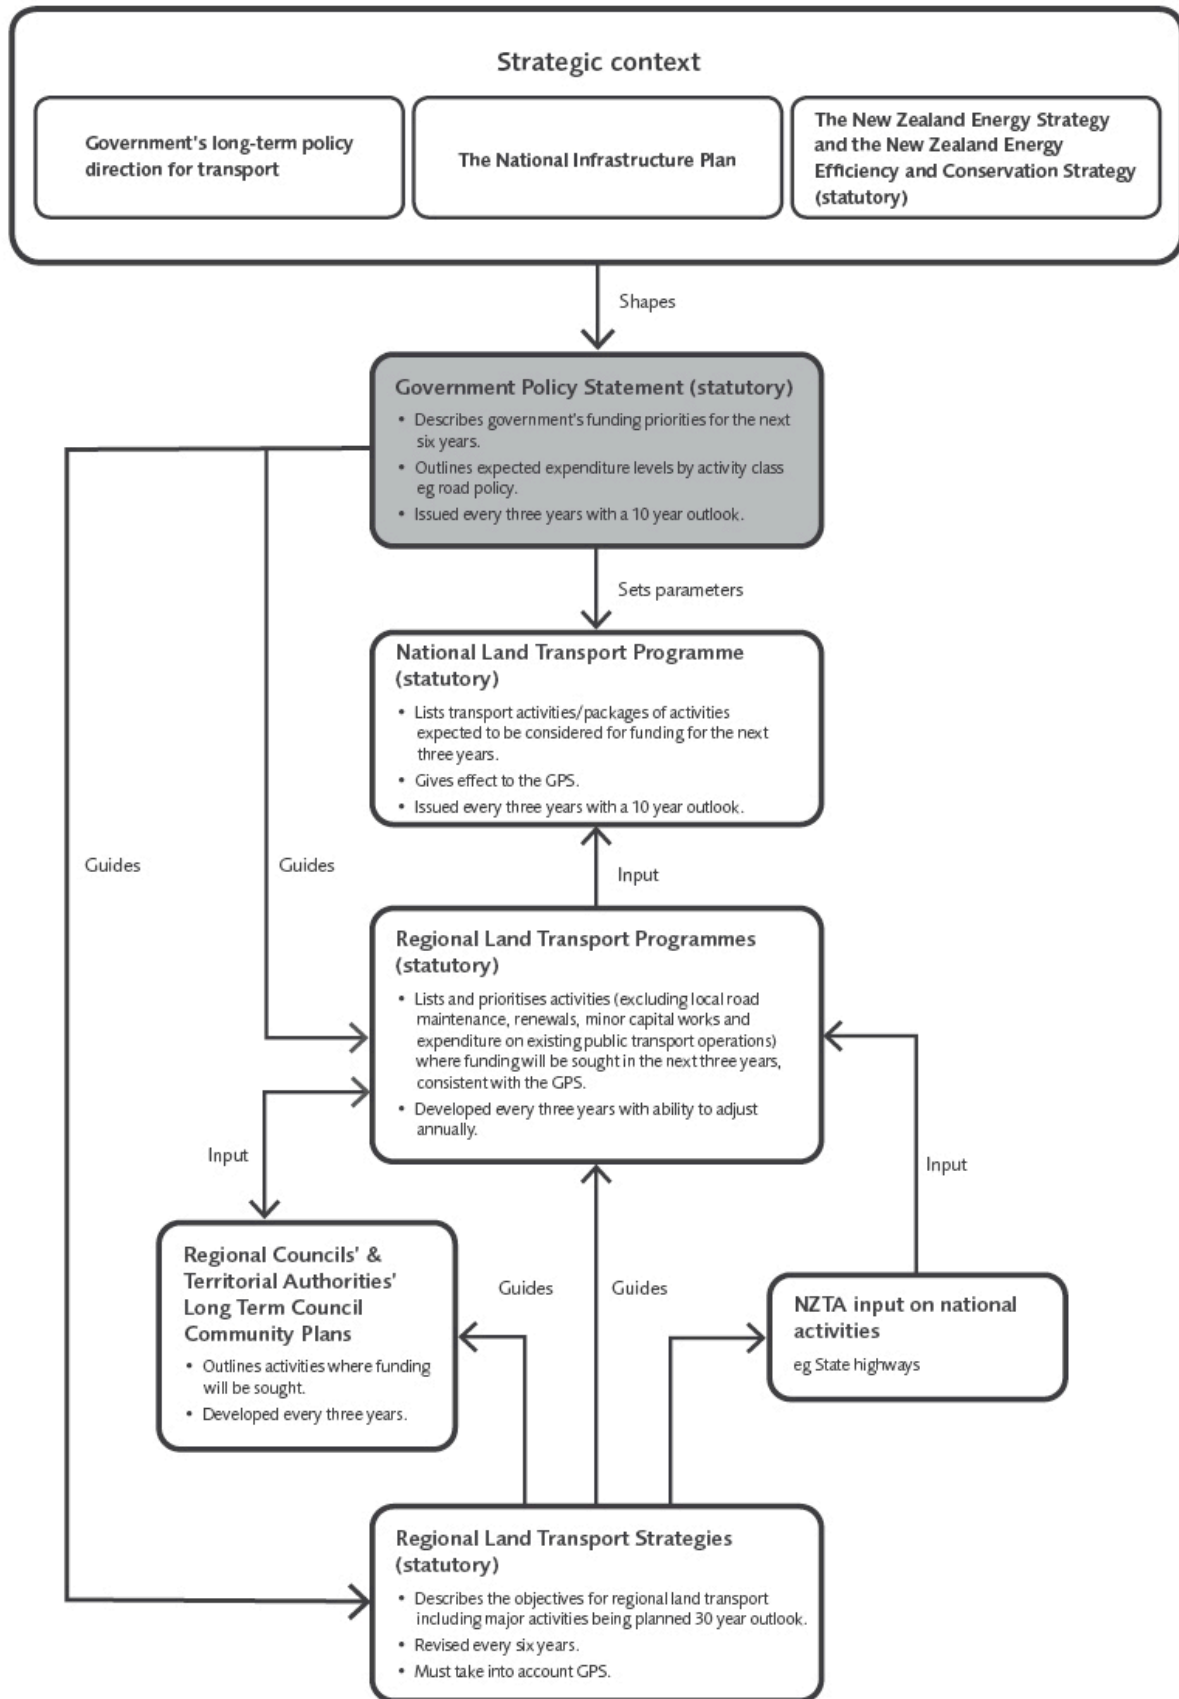 Strategic context
Government's long-term policy
direction for transport
The National Infrastructure Plan
The New Zealand Energy Strategy
and the New Zealand Energy
Efficiency and Conservation Strategy
(statutory)
Shapes
Government Policy Statement (statutory)
• Describes government's funding priorities for the next
six years.
• Outlines expected expenditure levels by activity class
eg road policy.
• Issued every three years with a 10 year outlook.
Sets parameters
National Land Transport Programme
(statutory)
• Lists transport activities/packages of activities
expected to be considered for funding for the next
three years.
• Gives effect to the GPS.
• Issued every three years with a 10 year outlook.
Guides
Guides
Input
Regional Land Transport Programmes
(statutory)
• Lists and prioritises activities (excluding local road
maintenance, renewals, minor capital works and
expenditure on existing public transport operations)
where funding will be sought in the next three years,
consistent with the GPS.
• Developed every three years with ability to adjust
annually.
Input
Input
Regional Councils' &
Territorial Authorities'
Long Term Council
Community Plans
• Outlines activities where funding
will be sought.
• Developed every three years.
Guides
Guides
NZTA input on national
activities
eg State highways
Regional Land Transport Strategies
(statutory)
• Describes the objectives for regional land transport
including major activities being planned 30 year outlook.
• Revised every six years.
• Must take into account GPS.